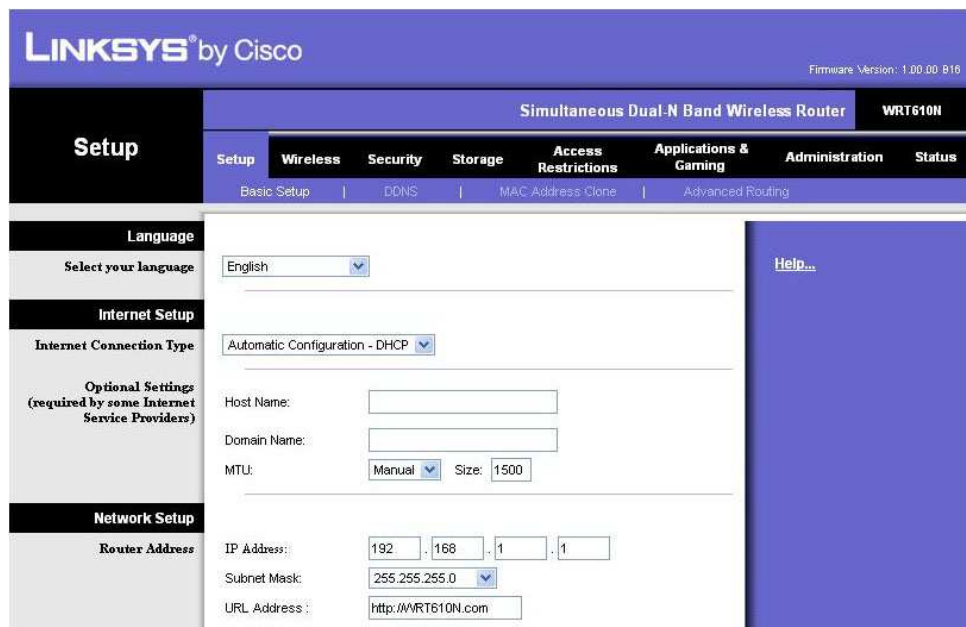 LINKSYS® by Cisco
Firmware Version: 1.00.00 B16
Simultaneous Dual-N Band Wireless Router WRT610N
Setup
Setup Wireless Security Storage Access Restrictions Applications & Gaming Administration Status
Basic Setup | DDNS | MAC Address Clone | Advanced Routing
Language
Select your language English
Help...
Internet Setup
Internet Connection Type Automatic Configuration - DHCP
Optional Settings
(required by some Internet
Service Providers)
Host Name:
Domain Name:
MTU: Manual Size: 1500
Network Setup
Router Address
IP Address: 192 . 168 . 1 . 1
Subnet Mask: 255.255.255.0
URL Address : http://WRT610N.com